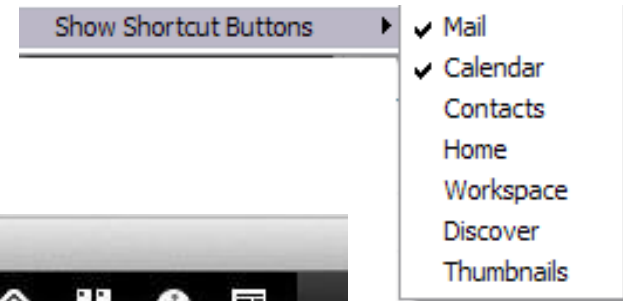 Show Shortcut Buttons
Mail
Calendar
Contacts
Home
Workspace
Discover
Thumbnails